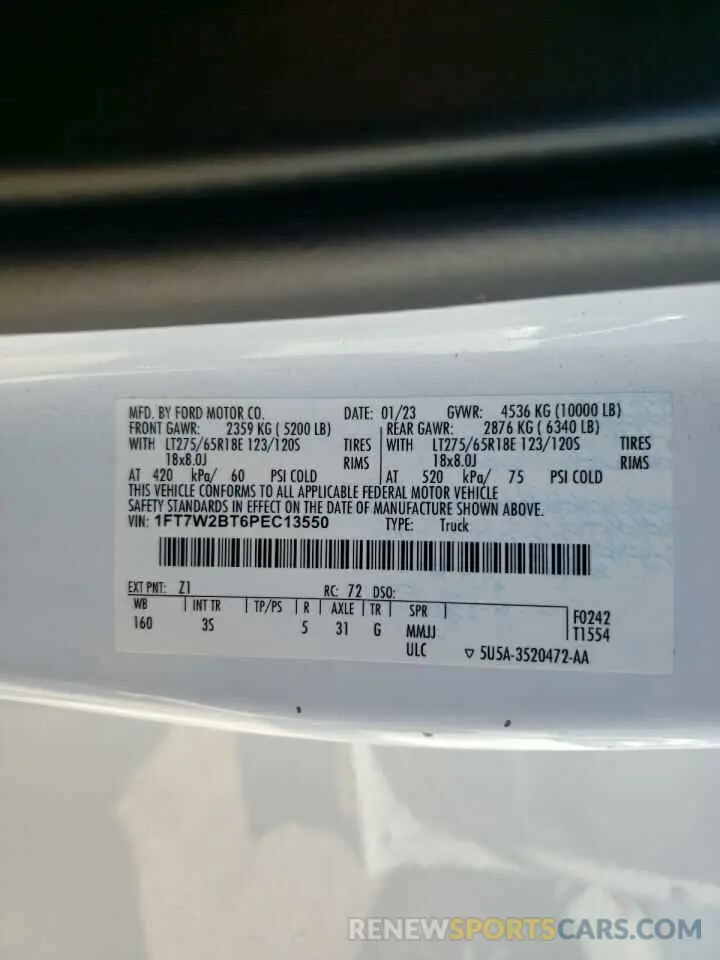 MFD. BY FORD MOTOR CO. DATE: 01/23 GVWR: 4536 KG (10000 LB)
FRONT GAWR: 2359 KG ( 5200 LB) REAR GAWR: 2876 KG ( 6340 LB)
WITH LT275/65R18E 123/120S TIRES WITH LT275/65R18E 123/120S TIRES
18x8.0J RIMS 18x8.0J RIMS
AT 420 kPa/ 60 PSI COLD AT 520 kPa/ 75 PSI COLD
THIS VEHICLE CONFORMS TO ALL APPLICABLE FEDERAL MOTOR VEHICLE
SAFETY STANDARDS IN EFFECT ON THE DATE OF MANUFACTURE SHOWN ABOVE.
VIN: 1FT7W2BT6PEC13550 TYPE: Truck
EXT PNT: Z1 RC: 72 DSO:
WB INT TR TP/PS R AXLE TR SPR F0242
160 3S 5 31 G MMJJ T1554
ULC ▽ 5U5A-3520472-AA
RENEWSPORTSCARS.COM